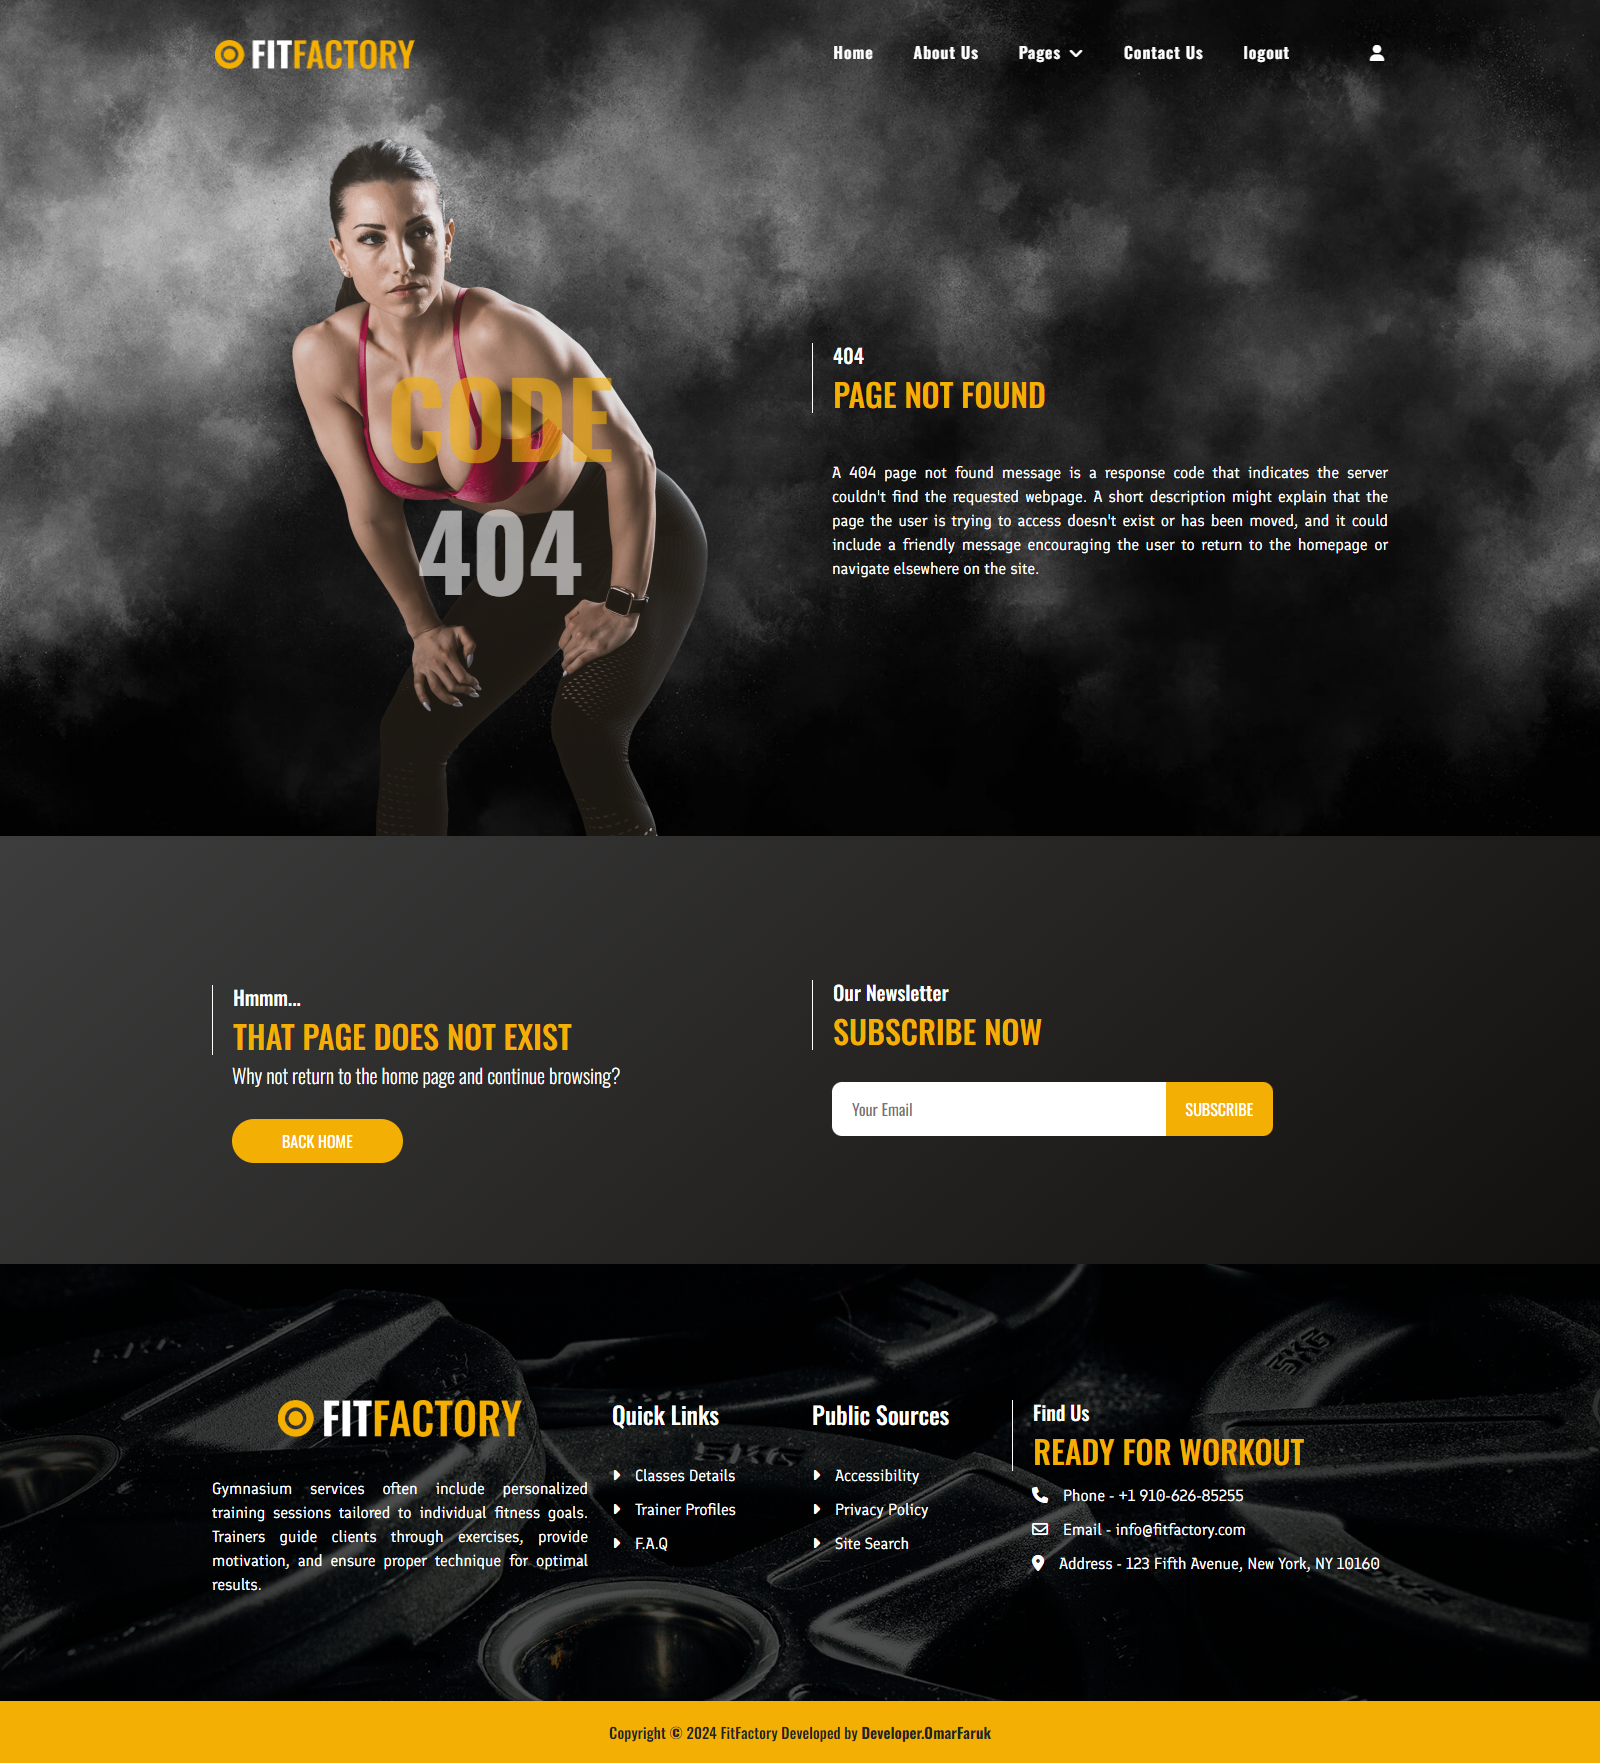 FITFACTORY
Home About Us Pages Contact Us logout
CODE
404
404
PAGE NOT FOUND
A 404 page not found message is a response code that indicates the server
couldn't find the requested webpage. A short description might explain that the
page the user is trying to access doesn't exist or has been moved, and it could
include a friendly message encouraging the user to return to the homepage or
navigate elsewhere on the site.
Hmmm...
THAT PAGE DOES NOT EXIST
Why not return to the home page and continue browsing?
BACK HOME
Our Newsletter
SUBSCRIBE NOW
Your Email
SUBSCRIBE
FITFACTORY
Gymnasium services often include personalized
training sessions tailored to individual fitness goals.
Trainers guide clients through exercises, provide
motivation, and ensure proper technique for optimal
results.
Quick Links
Classes Details
Trainer Profiles
F.A.Q
Public Sources
Accessibility
Privacy Policy
Site Search
Find Us
READY FOR WORKOUT
Phone - +1 910-626-85255
Email - info@fitfactory.com
Address - 123 Fifth Avenue, New York, NY 10160
5KG
5KG
Copyright © 2024 FitFactory Developed by Developer.OmarFaruk